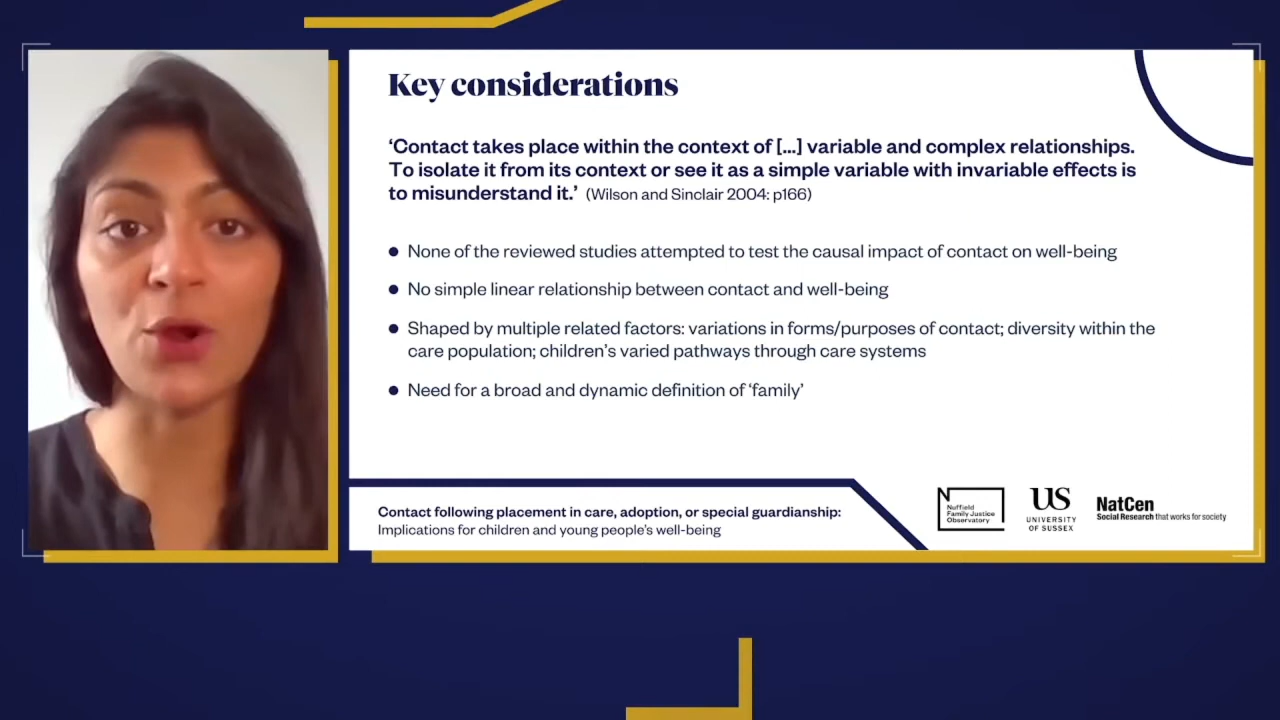 Key considerations
‘Contact takes place within the context of [...] variable and complex relationships.
To isolate it from its context or see it as a simple variable with invariable effects is
to misunderstand it.’ (Wilson and Sinclair 2004: p166)
● None of the reviewed studies attempted to test the causal impact of contact on well-being
● No simple linear relationship between contact and well-being
● Shaped by multiple related factors: variations in forms/purposes of contact; diversity within the
care population; children’s varied pathways through care systems
● Need for a broad and dynamic definition of ‘family’
Contact following placement in care, adoption, or special guardianship:
Implications for children and young people’s well-being
Nuffield
Family Justice
Observatory
US
UNIVERSITY
OF SUSSEX
NatCen
Social Research that works for society